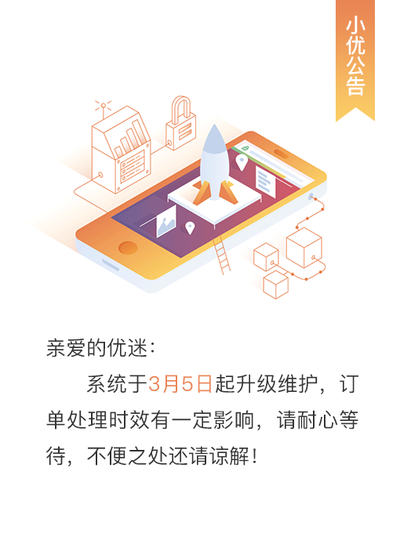 小优公告
亲爱的优迷：
系统于3月5日起升级维护，订
单处理时效有一定影响，请耐心等
待，不便之处还请谅解！